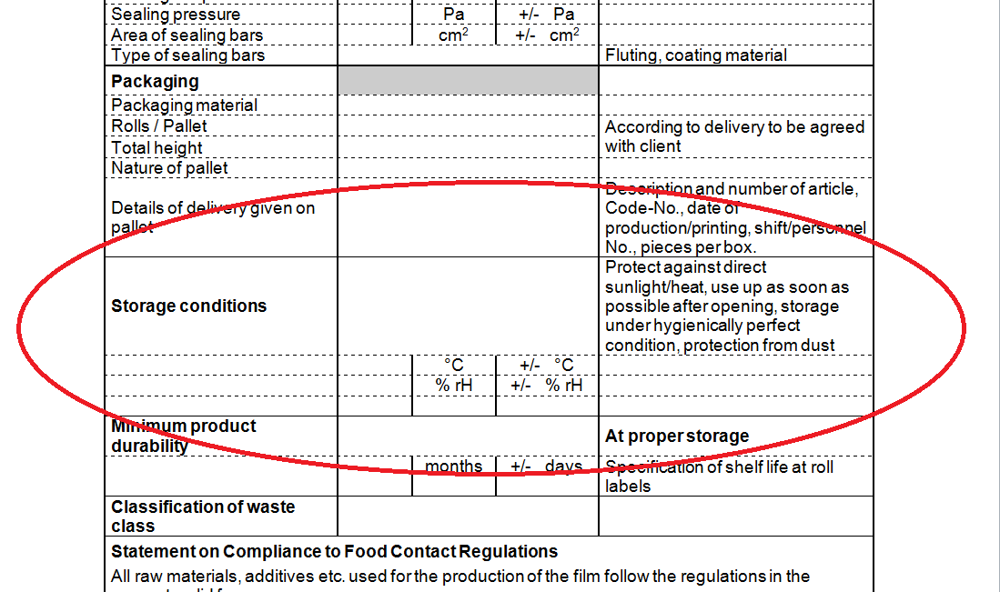 Sealing pressure Pa +/- Pa
Area of sealing bars cm² +/- cm²
Type of sealing bars Fluting, coating material
Packaging
Packaging material
Rolls / Pallet
Total height
Nature of pallet
According to delivery to be agreed
with client
Details of delivery given on
pallet
Description and number of article,
Code-No., date of
production/printing, shift/personnel
No., pieces per box.
Storage conditions
Protect against direct
sunlight/heat, use up as soon as
possible after opening, storage
under hygienically perfect
condition, protection from dust
°C +/- °C
% rH +/- % rH
Minimum product
durability
At proper storage
months +/- days
Specification of shelf life at roll
labels
Classification of waste
class
Statement on Compliance to Food Contact Regulations
All raw materials, additives etc. used for the production of the film follow the regulations in the